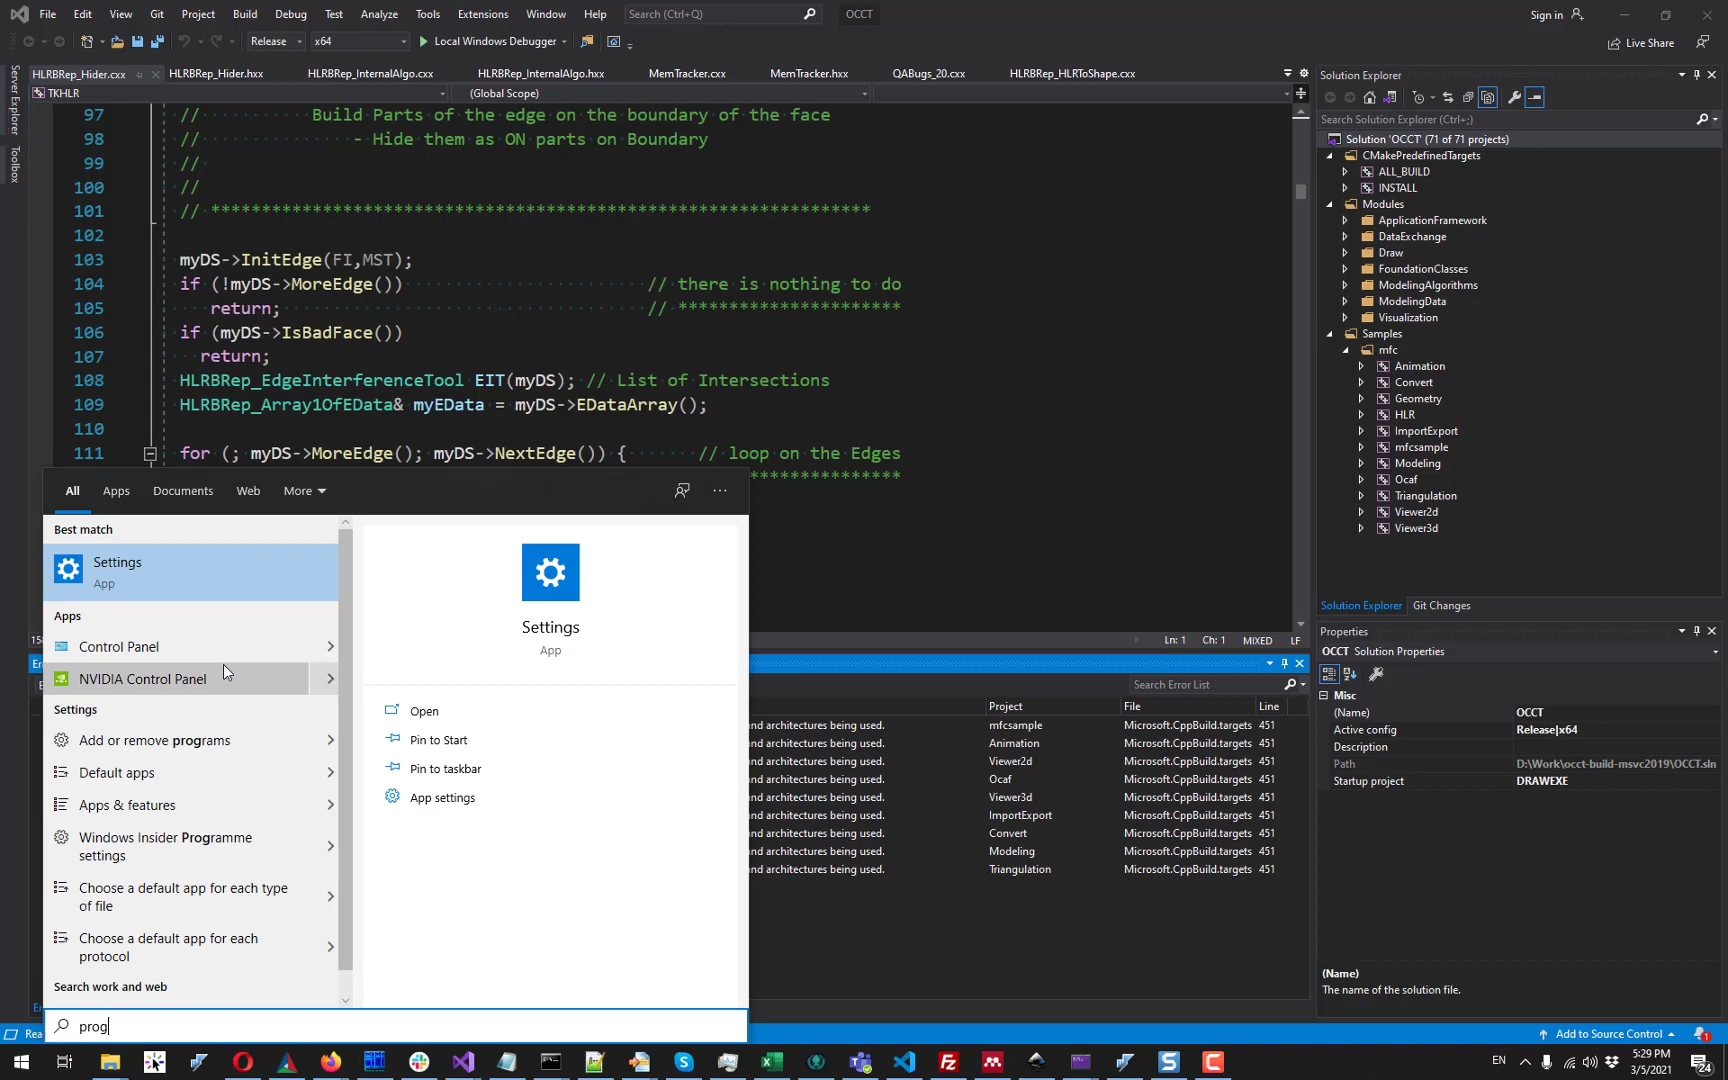 File Edit View Git Project Build Debug Test Analyze Tools Extensions Window Help Search (Ctrl+Q) OCCT Sign in
Release x64 Local Windows Debugger Live Share
HLRBRep_Hider.cxx HLRBRep_Hider.hxx HLRBRep_InternalAlgo.cxx HLRBRep_InternalAlgo.hxx MemTracker.cxx MemTracker.hxx QABugs_20.cxx HLRBRep_HLRToShape.cxx
TKHLR (Global Scope)
Server Explorer
Toolbox
97 // Build Parts of the edge on the boundary of the face
98 // - Hide them as ON parts on Boundary
99 //
100 //
101 // *****************************************************************
102
103 myDS->InitEdge(FI,MST);
104 if (!myDS->MoreEdge()) // there is nothing to do
105 return; // **********************
106 if (myDS->IsBadFace())
107 return;
108 HLRBRep_EdgeInterferenceTool EIT(myDS); // List of Intersections
109 HLRBRep_Array1OfEData& myEData = myDS->EDataArray();
110
111 for (; myDS->MoreEdge(); myDS->NextEdge()) { // loop on the Edges
Ln: 1 Ch: 1 MIXED LF
All Apps Documents Web More
Best match
Settings
App
Apps
Control Panel
NVIDIA Control Panel
Settings
Add or remove programs
Default apps
Apps & features
Windows Insider Programme
settings
Choose a default app for each type
of file
Choose a default app for each
protocol
Search work and web
prog
Settings
App
Open
Pin to Start
Pin to taskbar
App settings
Search Error List
Project File Line
and architectures being used. mfcsample Microsoft.CppBuild.targets 451
and architectures being used. Animation Microsoft.CppBuild.targets 451
and architectures being used. Viewer2d Microsoft.CppBuild.targets 451
and architectures being used. Ocaf Microsoft.CppBuild.targets 451
and architectures being used. Viewer3d Microsoft.CppBuild.targets 451
and architectures being used. ImportExport Microsoft.CppBuild.targets 451
and architectures being used. Convert Microsoft.CppBuild.targets 451
and architectures being used. Modeling Microsoft.CppBuild.targets 451
and architectures being used. Triangulation Microsoft.CppBuild.targets 451
Solution Explorer
Search Solution Explorer (Ctrl+;)
Solution 'OCCT' (71 of 71 projects)
CMakePredefinedTargets
ALL_BUILD
INSTALL
Modules
ApplicationFramework
DataExchange
Draw
FoundationClasses
ModelingAlgorithms
ModelingData
Visualization
Samples
mfc
Animation
Convert
Geometry
HLR
ImportExport
mfcsample
Modeling
Ocaf
Triangulation
Viewer2d
Viewer3d
Solution Explorer Git Changes
Properties
OCCT Solution Properties
Misc
(Name) OCCT
Active config Release|x64
Description
Path D:\Work\occt-build-msvc2019\OCCT.sln
Startup project DRAWEXE
(Name)
The name of the solution file.
Add to Source Control 1
EN 5:29 PM
3/5/2021 24